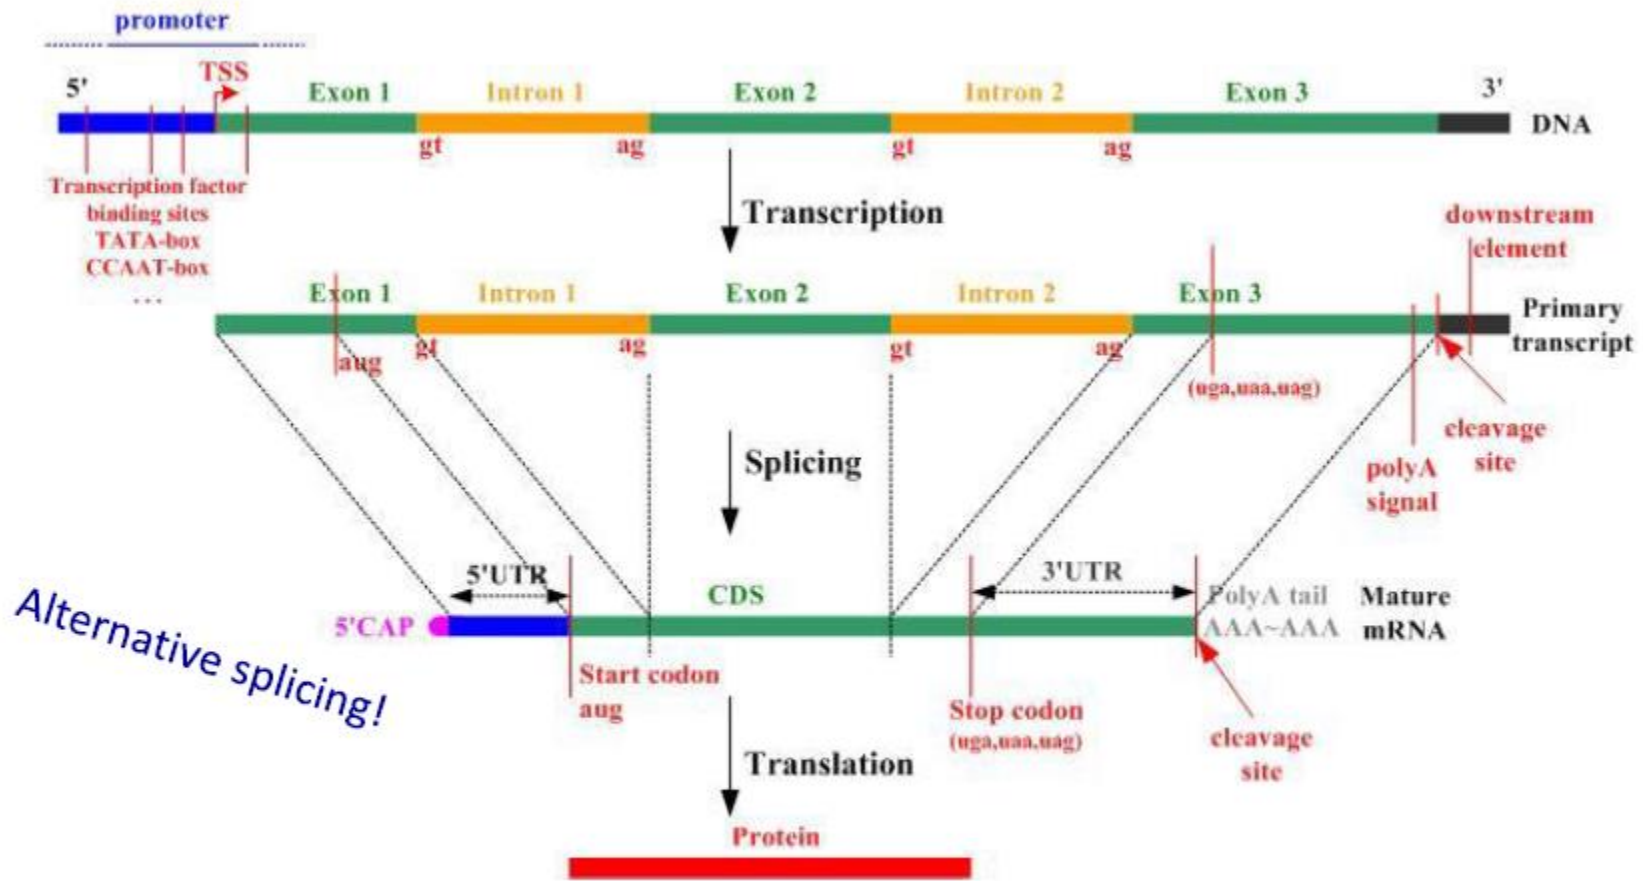 promoter
5' TSS Exon 1 Intron 1 Exon 2 Intron 2 Exon 3 3'
DNA
gt ag gt ag
Transcription factor
binding sites
TATA-box
CCAAT-box
...
Transcription
downstream
element
Exon 1 Intron 1 Exon 2 Intron 2 Exon 3
Primary
transcript
aug gt ag gt ag
(uga,uaa,uag)
cleavage
site
polyA
signal
Splicing
Alternative splicing!
5'UTR CDS 3'UTR
5'CAP
PolyA tail
AAA~AAA
Mature
mRNA
Start codon
aug
Stop codon
(uga,uaa,uag)
cleavage
site
Translation
Protein